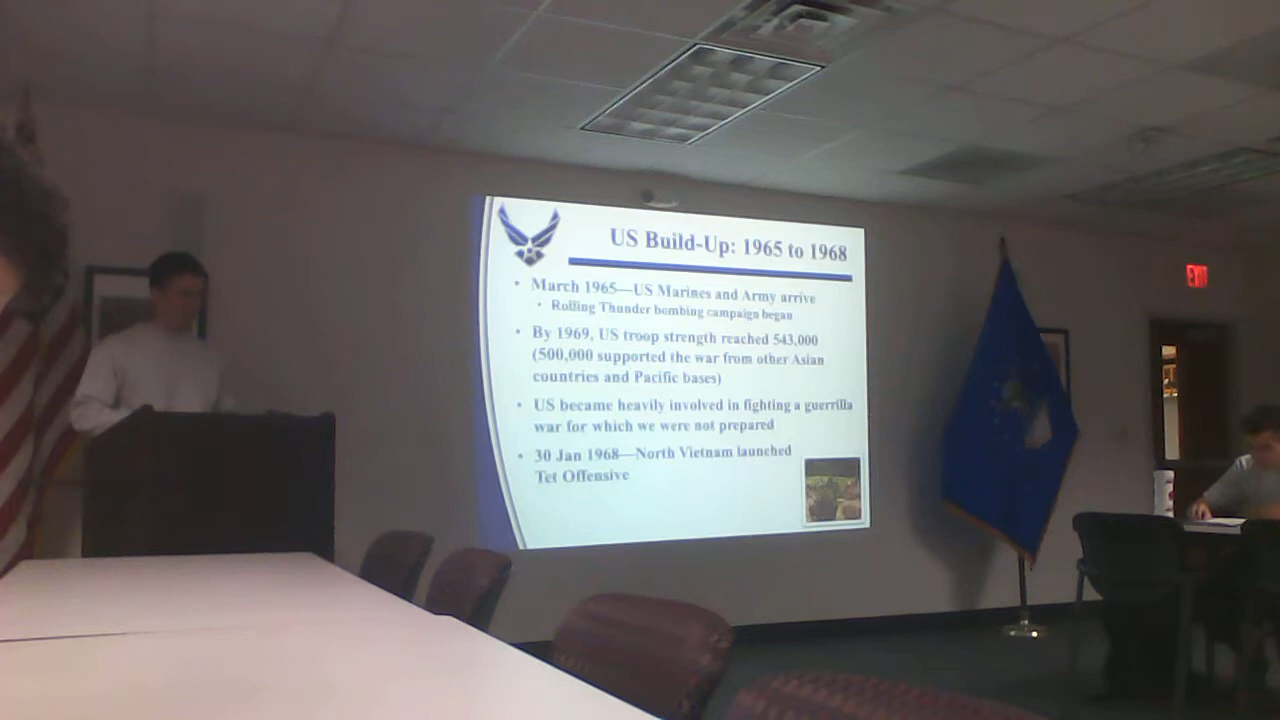 US Build-Up: 1965 to 1968
• March 1965—US Marines and Army arrive
• Rolling Thunder bombing campaign began
• By 1969, US troop strength reached 543,000
(500,000 supported the war from other Asian
countries and Pacific bases)
• US became heavily involved in fighting a guerrilla
war for which we were not prepared
• 30 Jan 1968—North Vietnam launched
Tet Offensive
EXIT